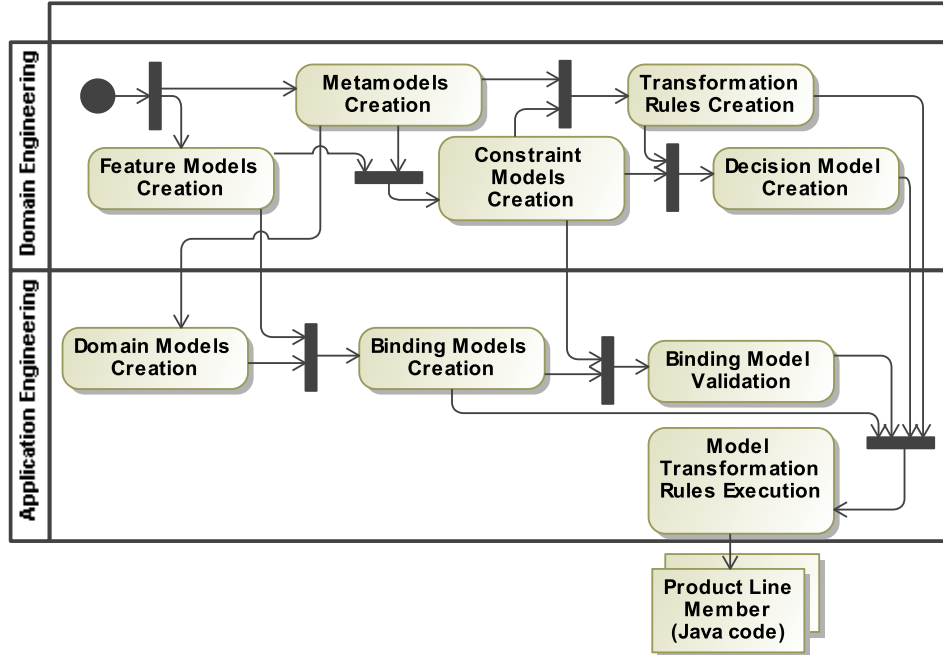 Domain Engineering
Metamodels
Creation
Transformation
Rules Creation
Feature Models
Creation
Constraint
Models
Creation
Decision Model
Creation
Application Engineering
Domain Models
Creation
Binding Models
Creation
Binding Model
Validation
Model
Transformation
Rules Execution
Product Line
Member
(Java code)